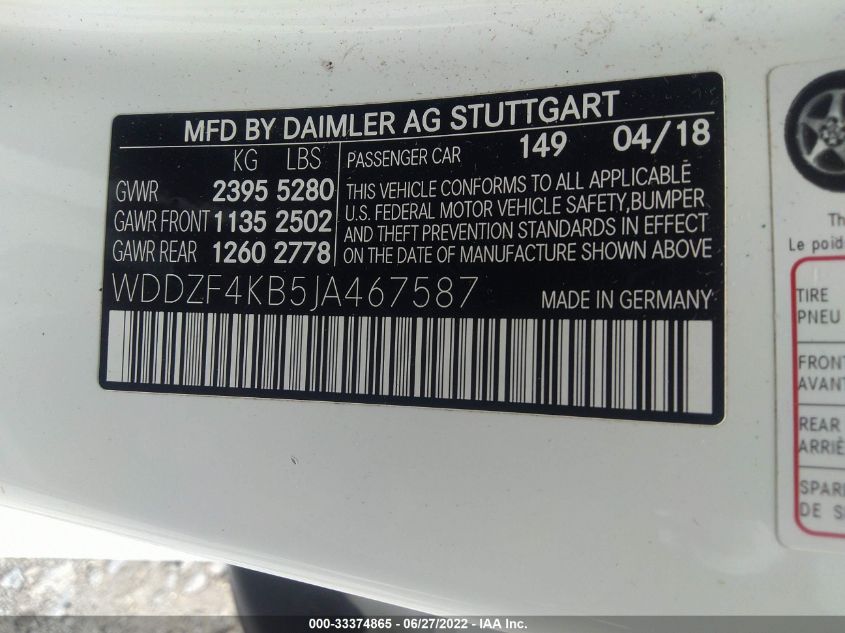 MFD BY DAIMLER AG STUTTGART
KG LBS
PASSENGER CAR 149 04/18
GVWR 2395 5280
GAWR FRONT 1135 2502
GAWR REAR 1260 2778
THIS VEHICLE CONFORMS TO ALL APPLICABLE
U.S. FEDERAL MOTOR VEHICLE SAFETY,BUMPER
AND THEFT PREVENTION STANDARDS IN EFFECT
ON THE DATE OF MANUFACTURE SHOWN ABOVE
WDDZF4KB5JA467587 MADE IN GERMANY
Th
Le poid
TIRE
PNEU
FRONT
AVANT
REAR
ARRIÈ
SPAR
DE S
000-33374865 - 06/27/2022 - IAA Inc.